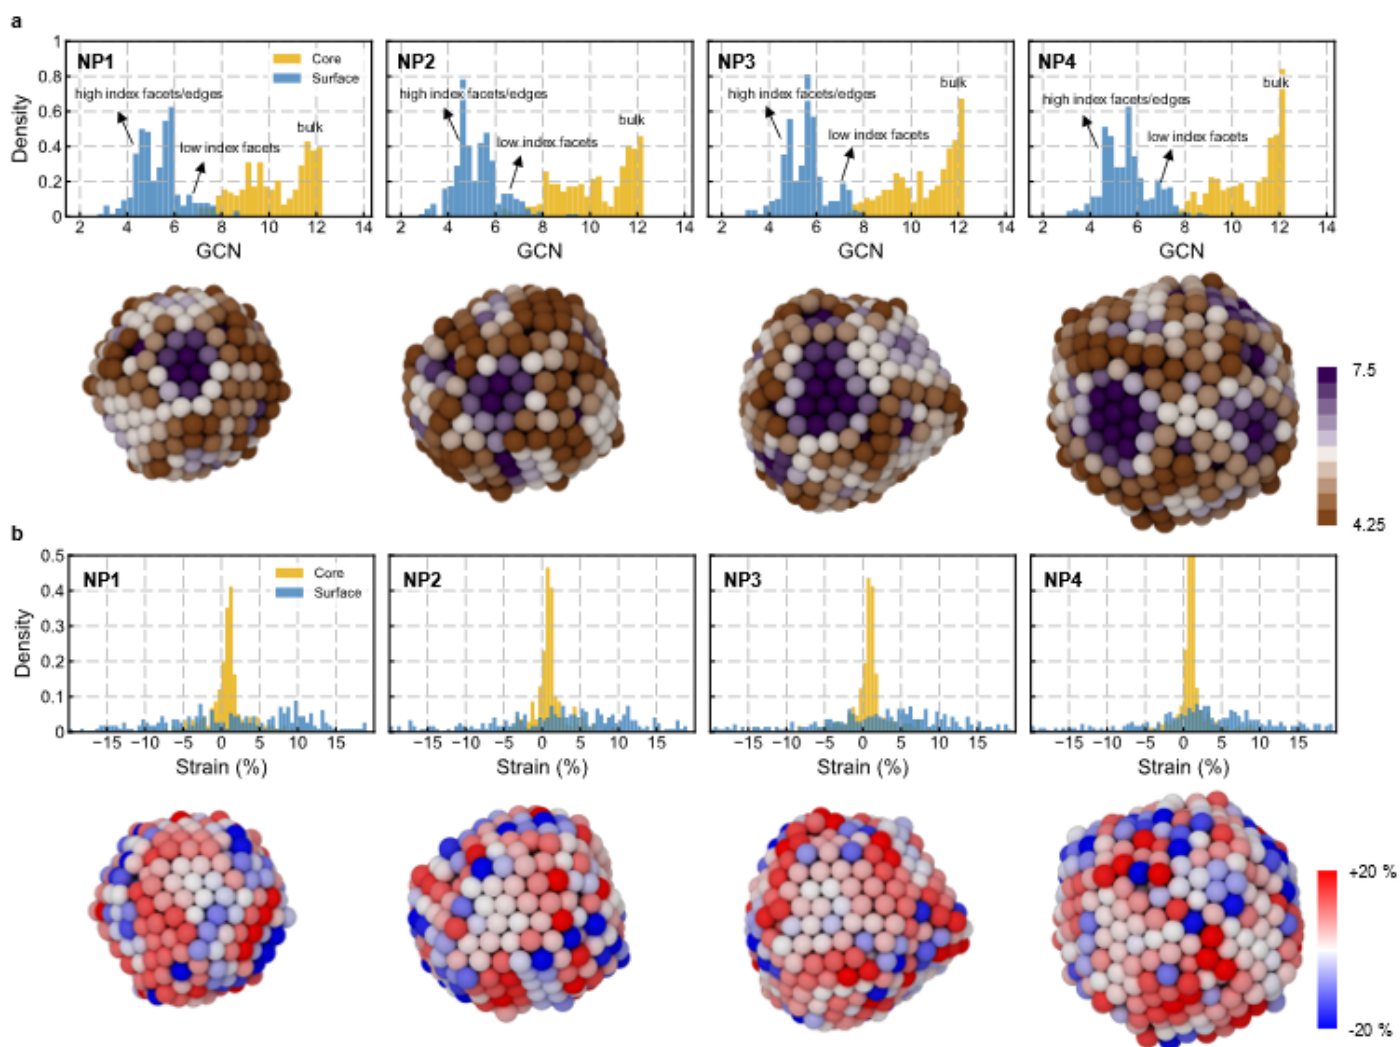 a
NP1
Core
Surface
high index facets/edges
low index facets
bulk
NP2
high index facets/edges
low index facets
bulk
NP3
high index facets/edges
low index facets
bulk
NP4
high index facets/edges
low index facets
bulk
Density
1
0.8
0.6
0.4
0.2
0
2 4 6 8 10 12 14
2 4 6 8 10 12 14
2 4 6 8 10 12 14
2 4 6 8 10 12 14
GCN
GCN
GCN
GCN
7.5
4.25
b
NP1
Core
Surface
NP2
NP3
NP4
Density
0.5
0.4
0.3
0.2
0.1
0
−15 −10 −5 0 5 10 15
−15 −10 −5 0 5 10 15
−15 −10 −5 0 5 10 15
−15 −10 −5 0 5 10 15
Strain (%)
Strain (%)
Strain (%)
Strain (%)
+20 %
-20 %